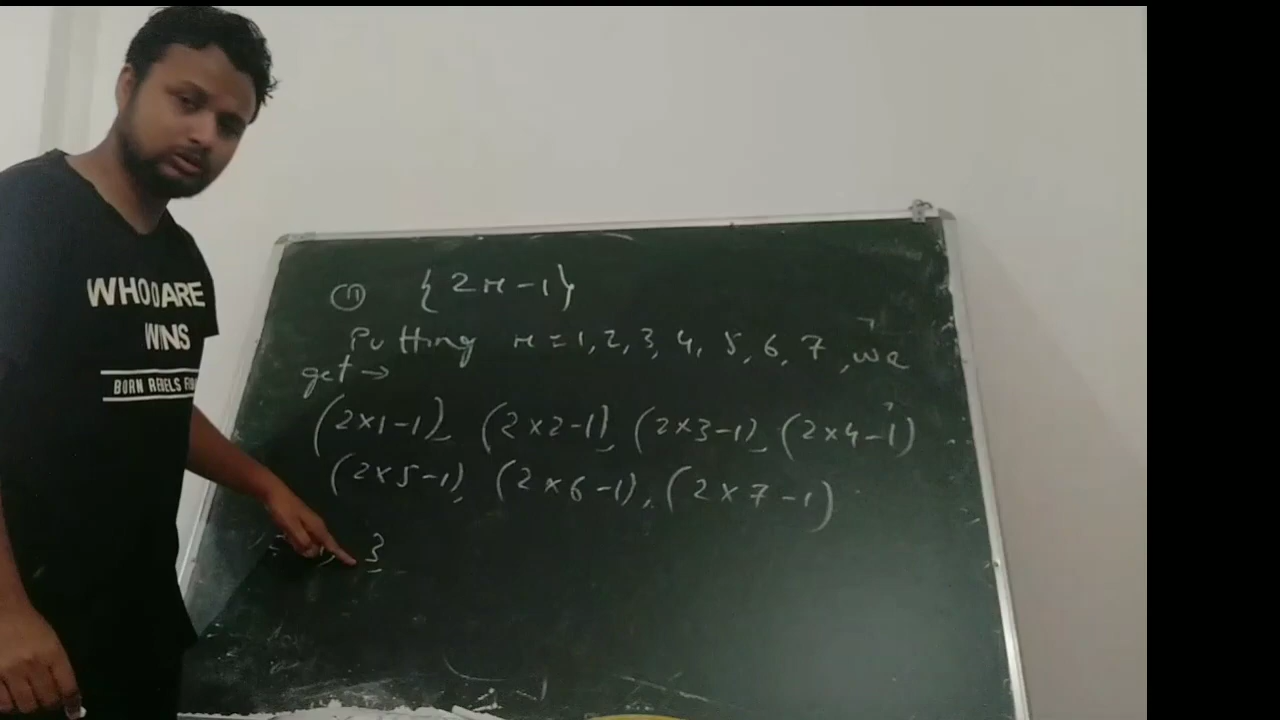 WHO DARE
WINS
BORN REBELS
(11) {2n-1}
Putting n = 1, 2, 3, 4, 5, 6, 7, we
get →
(2×1-1), (2×2-1), (2×3-1), (2×4-1)
(2×5-1), (2×6-1), (2×7-1)
3